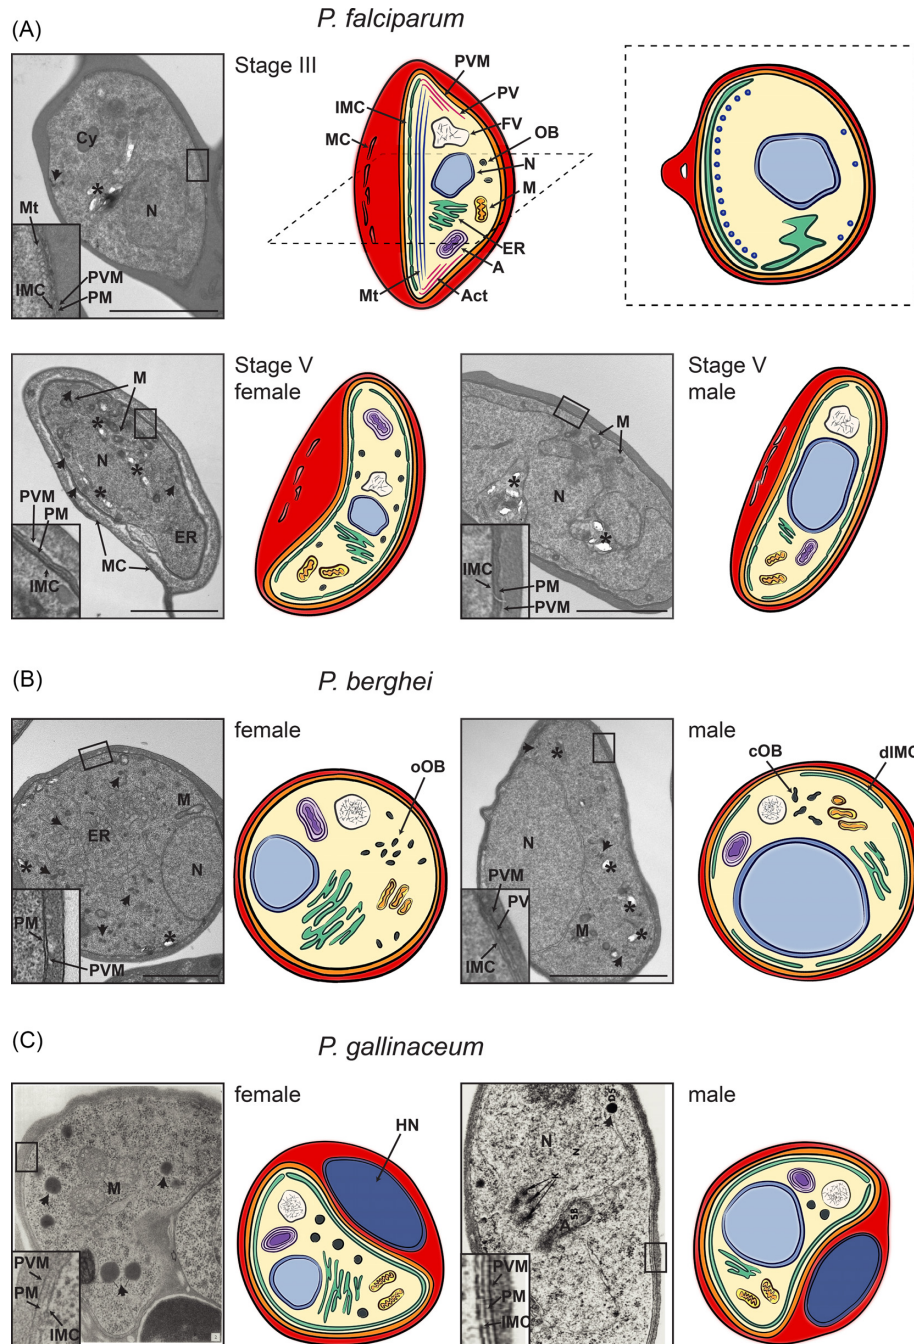 (A)
P. falciparum
Stage III
Cy
*
N
Mt
IMC
PVM
PM
PVM
PV
IMC
FV
MC
OB
N
M
ER
A
Mt
Act
Stage V
female
M
*
N
*
*
PVM
PM
ER
IMC
MC
Stage V
male
M
N
*
*
IMC
PM
PVM
(B)
P. berghei
female
M
ER
N
*
PM
*
PVM
oOB
male
*
N
*
PVM
PV
*
M
*
IMC
cOB
dIMC
(C)
P. gallinaceum
female
M
PVM
PM
IMC
HN
male
N
N
K
A
PVM
PM
IMC